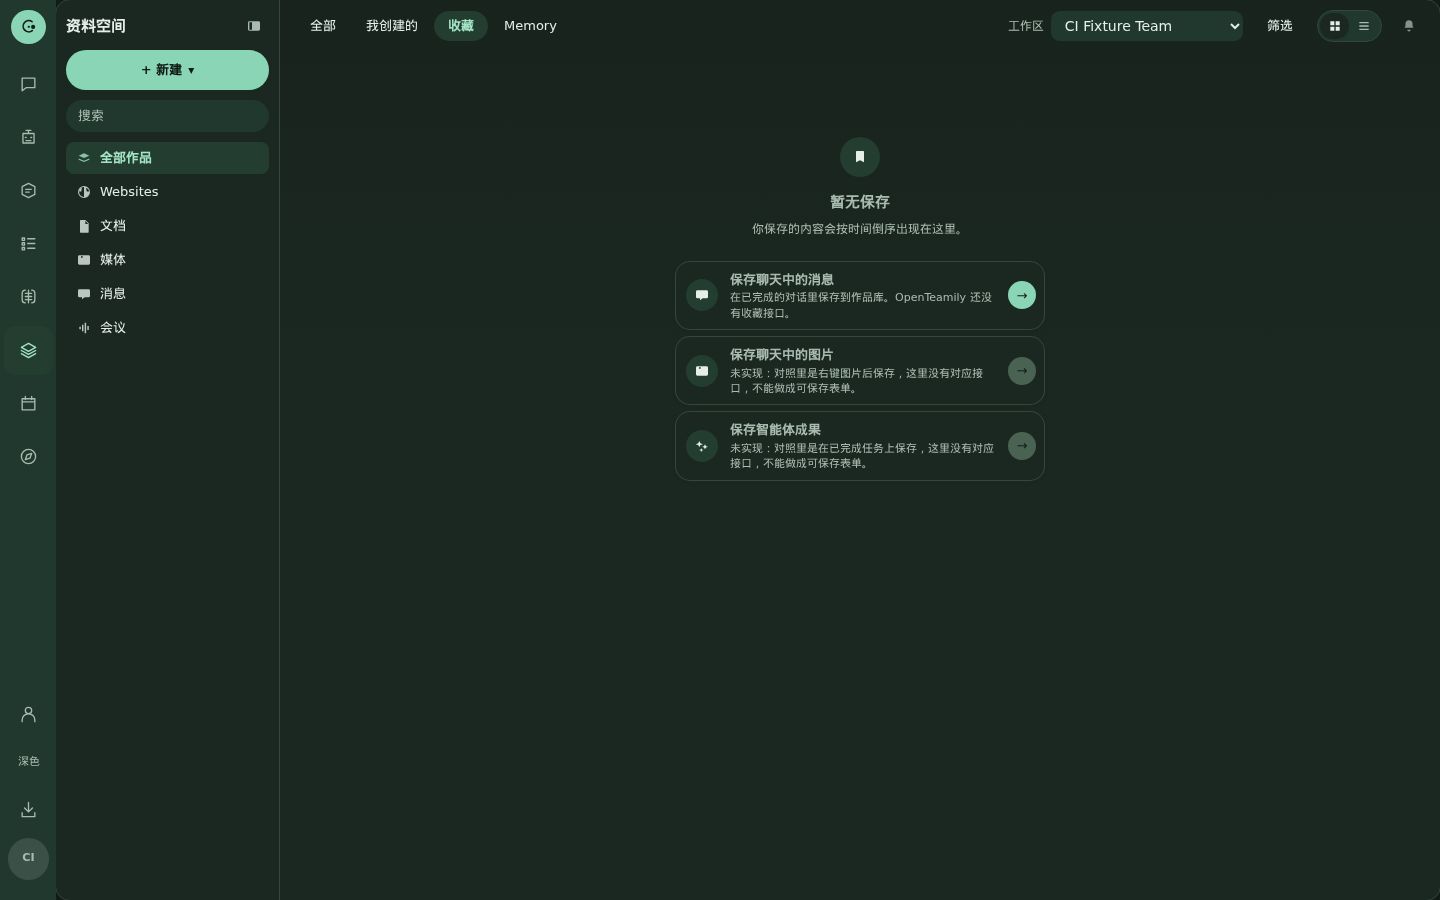 资料空间
+ 新建 ▾
搜索
全部作品
Websites
文档
媒体
消息
会议
深色
CI
全部
我创建的
收藏
Memory
工作区
CI Fixture Team
筛选
暂无保存
你保存的内容会按时间倒序出现在这里。
保存聊天中的消息
在已完成的对话里保存到作品库。OpenTeamily 还没
有收藏接口。
→
保存聊天中的图片
未实现：对照里是右键图片后保存，这里没有对应接
口，不能做成可保存表单。
→
保存智能体成果
未实现：对照里是在已完成任务上保存，这里没有对应
接口，不能做成可保存表单。
→